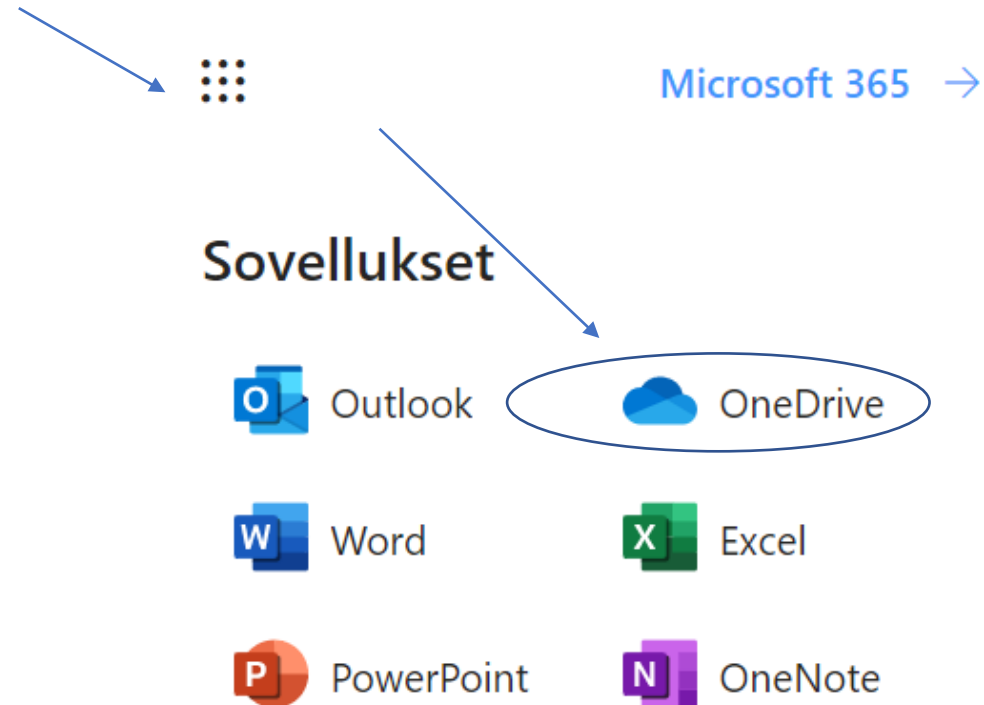 Microsoft 365 →
Sovellukset
Outlook OneDrive
Word Excel
PowerPoint OneNote